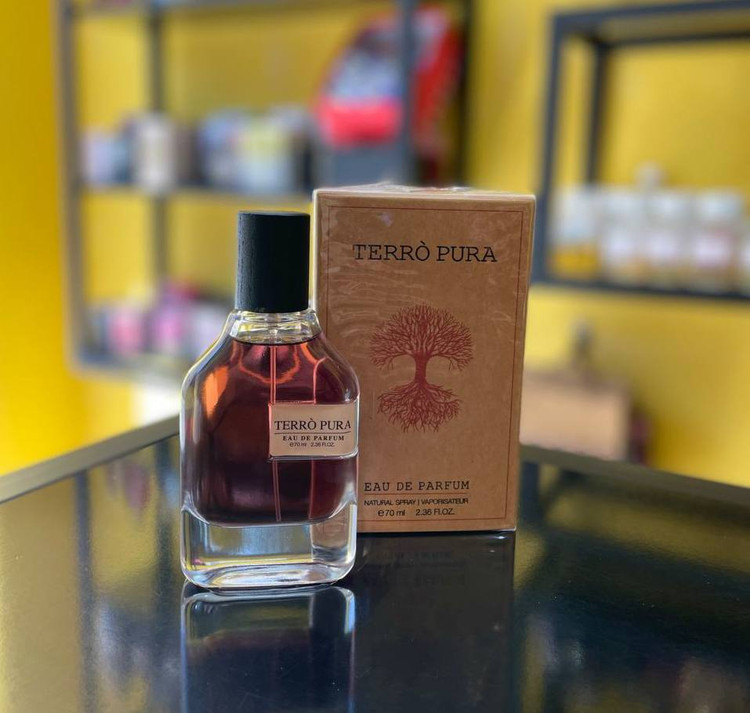 TERRÒ PURA
EAU DE PARFUM
NATURAL SPRAY | VAPORISATEUR
℮70 ml 2.36 FL.OZ.
TERRÒ PURA
EAU DE PARFUM
℮70 ml 2.36 FL.OZ.